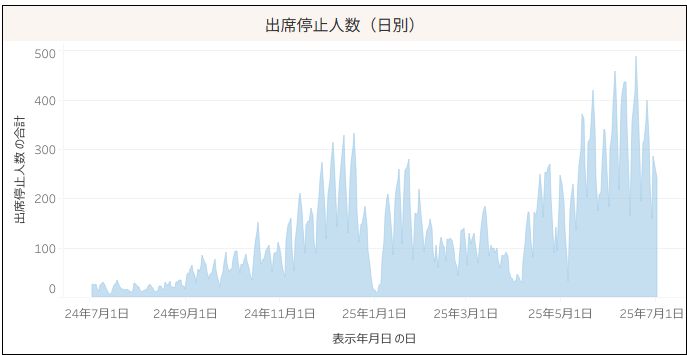 出席停止人数（日別）
500
400
300
200
100
0
出席停止人数 の合計
24年7月1日 24年9月1日 24年11月1日 25年1月1日 25年3月1日 25年5月1日 25年7月1日
表示年月日 の日